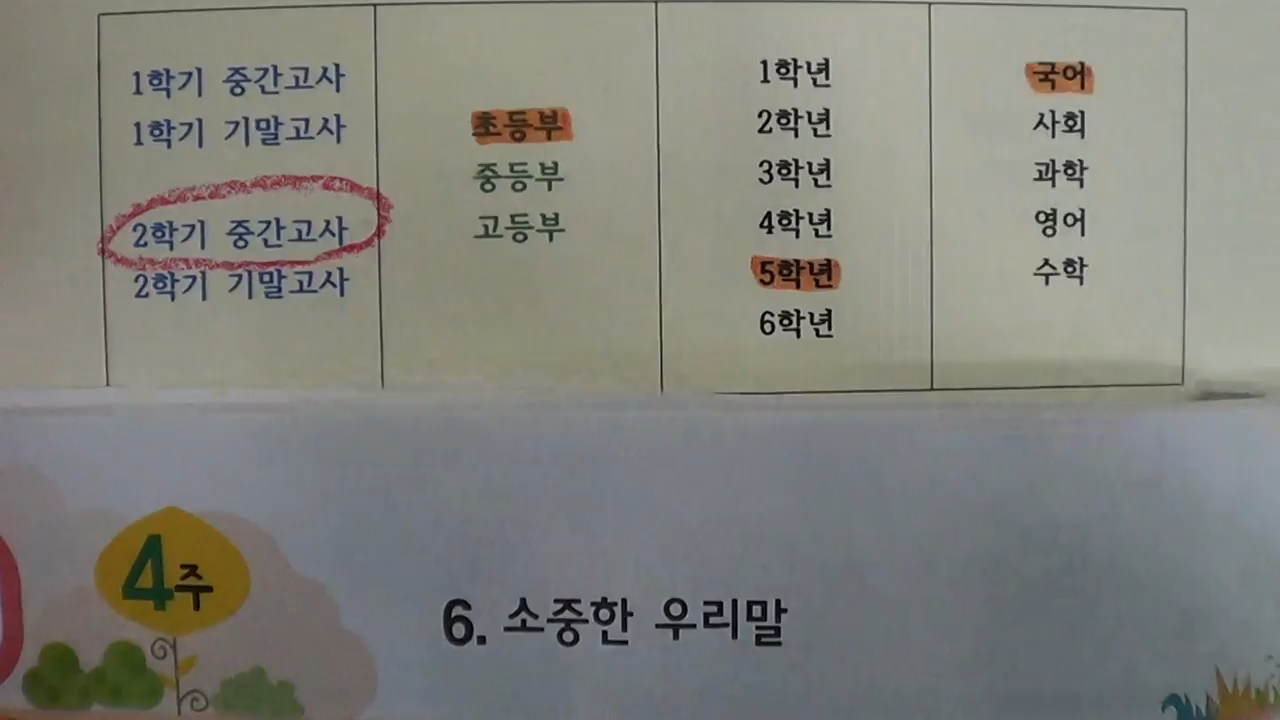 1학기 중간고사
1학기 기말고사
2학기 중간고사
2학기 기말고사
초등부
중등부
고등부
1학년
2학년
3학년
4학년
5학년
6학년
국어
사회
과학
영어
수학
4주
6. 소중한 우리말